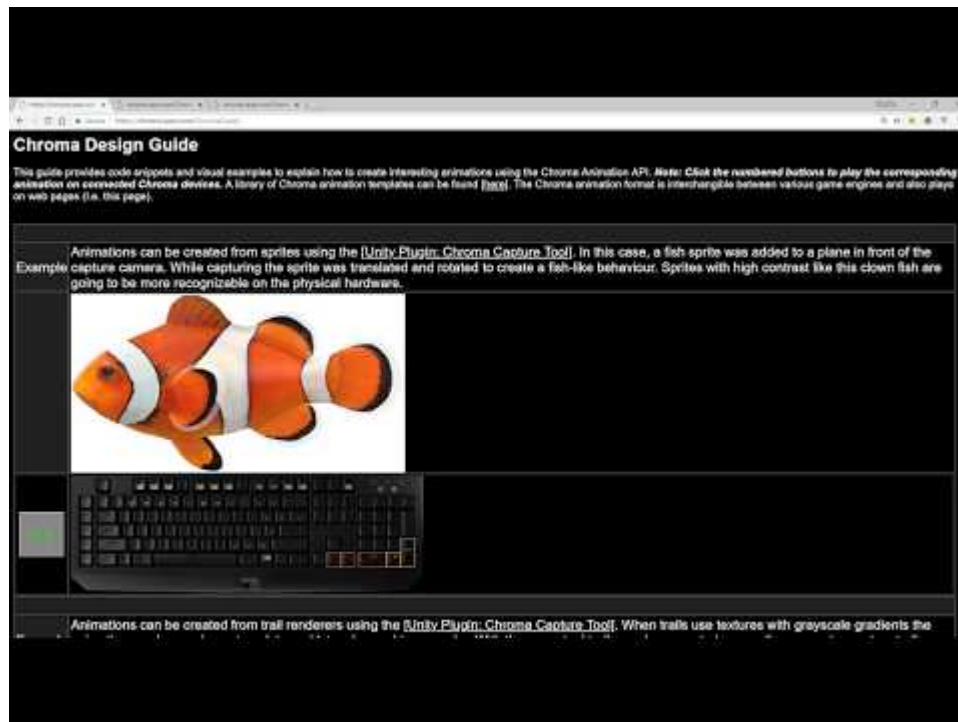 Chroma Design Guide
This guide provides code snippets and visual examples to explain how to create interesting animations using the Chroma Animation API. Note: Click the numbered buttons to play the corresponding
animation on connected Chroma devices. A library of Chroma animation templates can be found [here]. The Chroma animation format is interchangible between various game engines and also plays
on web pages (i.e. this page).
Animations can be created from sprites using the [Unity Plugin: Chroma Capture Tool]. In this case, a fish sprite was added to a plane in front of the
Example capture camera. While capturing the sprite was translated and rotated to create a fish-like behaviour. Sprites with high contrast like this clown fish are
going to be more recognizable on the physical hardware.
Animations can be created from trail renderers using the [Unity Plugin: Chroma Capture Tool]. When trails use textures with grayscale gradients the